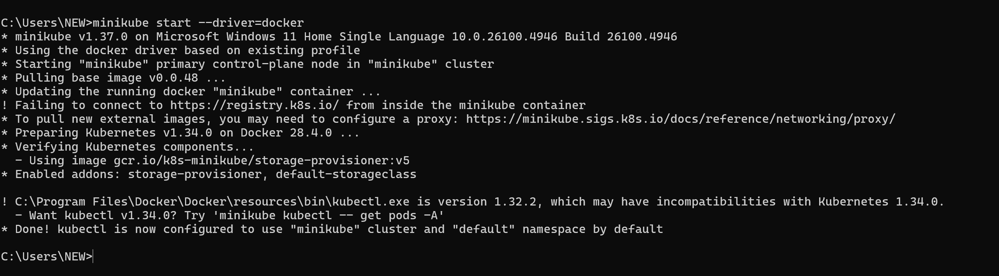 C:\Users\NEW>minikube start --driver=docker
* minikube v1.37.0 on Microsoft Windows 11 Home Single Language 10.0.26100.4946 Build 26100.4946
* Using the docker driver based on existing profile
* Starting "minikube" primary control-plane node in "minikube" cluster
* Pulling base image v0.0.48 ...
* Updating the running docker "minikube" container ...
! Failing to connect to https://registry.k8s.io/ from inside the minikube container
* To pull new external images, you may need to configure a proxy: https://minikube.sigs.k8s.io/docs/reference/networking/proxy/
* Preparing Kubernetes v1.34.0 on Docker 28.4.0 ...
* Verifying Kubernetes components...
  - Using image gcr.io/k8s-minikube/storage-provisioner:v5
* Enabled addons: storage-provisioner, default-storageclass

! C:\Program Files\Docker\Docker\resources\bin\kubectl.exe is version 1.32.2, which may have incompatibilities with Kubernetes 1.34.0.
  - Want kubectl v1.34.0? Try 'minikube kubectl -- get pods -A'
* Done! kubectl is now configured to use "minikube" cluster and "default" namespace by default

C:\Users\NEW>